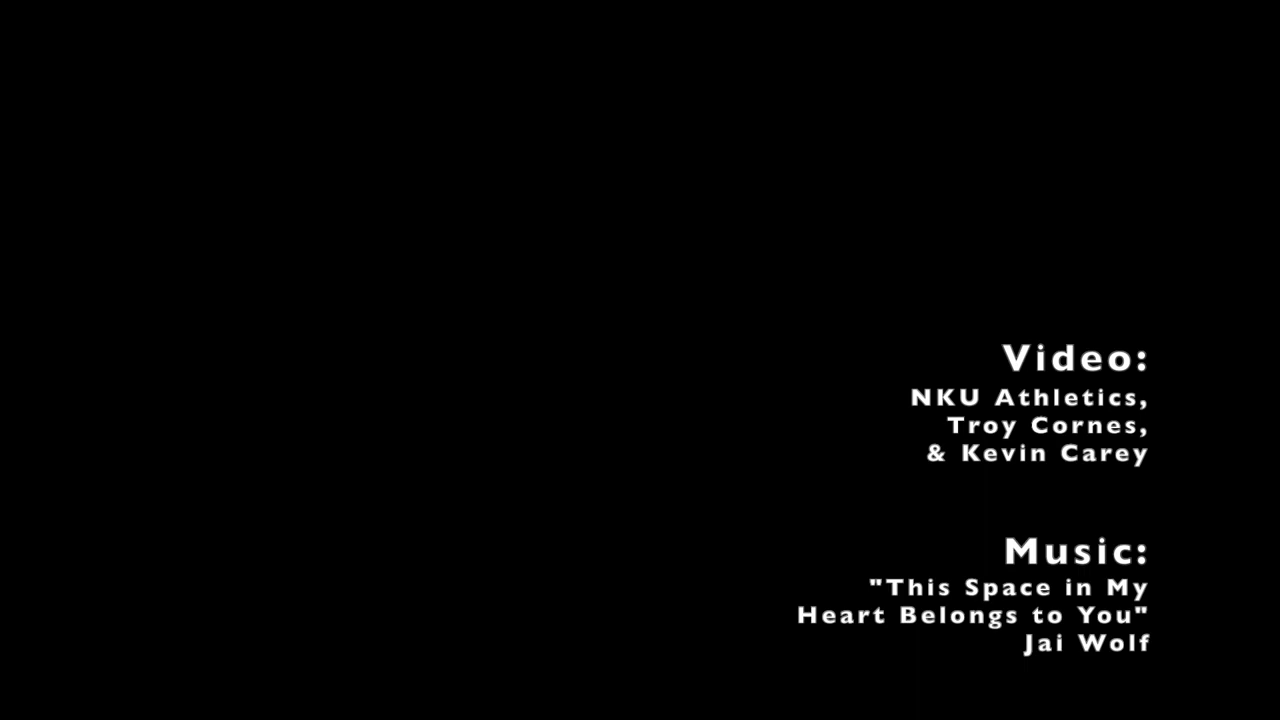 Video:
NKU Athletics,
Troy Cornes,
& Kevin Carey
Music:
"This Space in My
Heart Belongs to You"
Jai Wolf